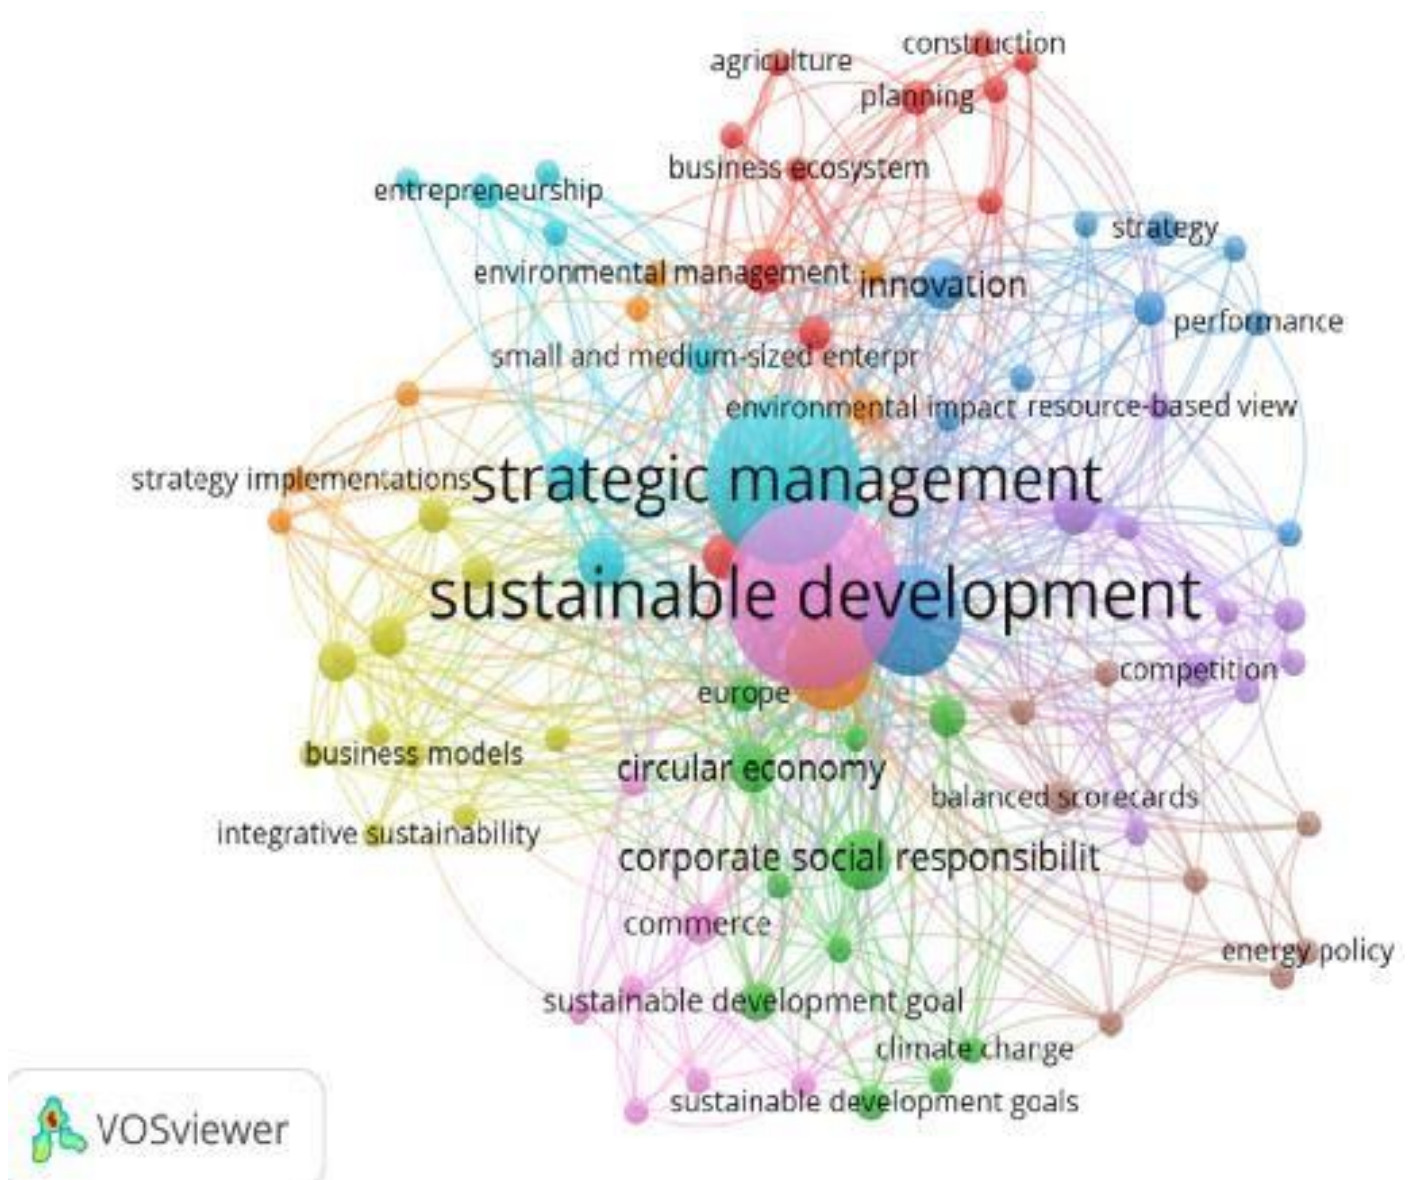 construction
agriculture
planning
business ecosystem
entrepreneurship
strategy
environmental management
innovation
performance
small and medium-sized enterpr
environmental impact
resource-based view
strategy implementations
strategic management
sustainable development
competition
europe
business models
circular economy
balanced scorecards
integrative sustainability
corporate social responsibilit
commerce
energy policy
sustainable development goal
climate change
sustainable development goals
VOSviewer